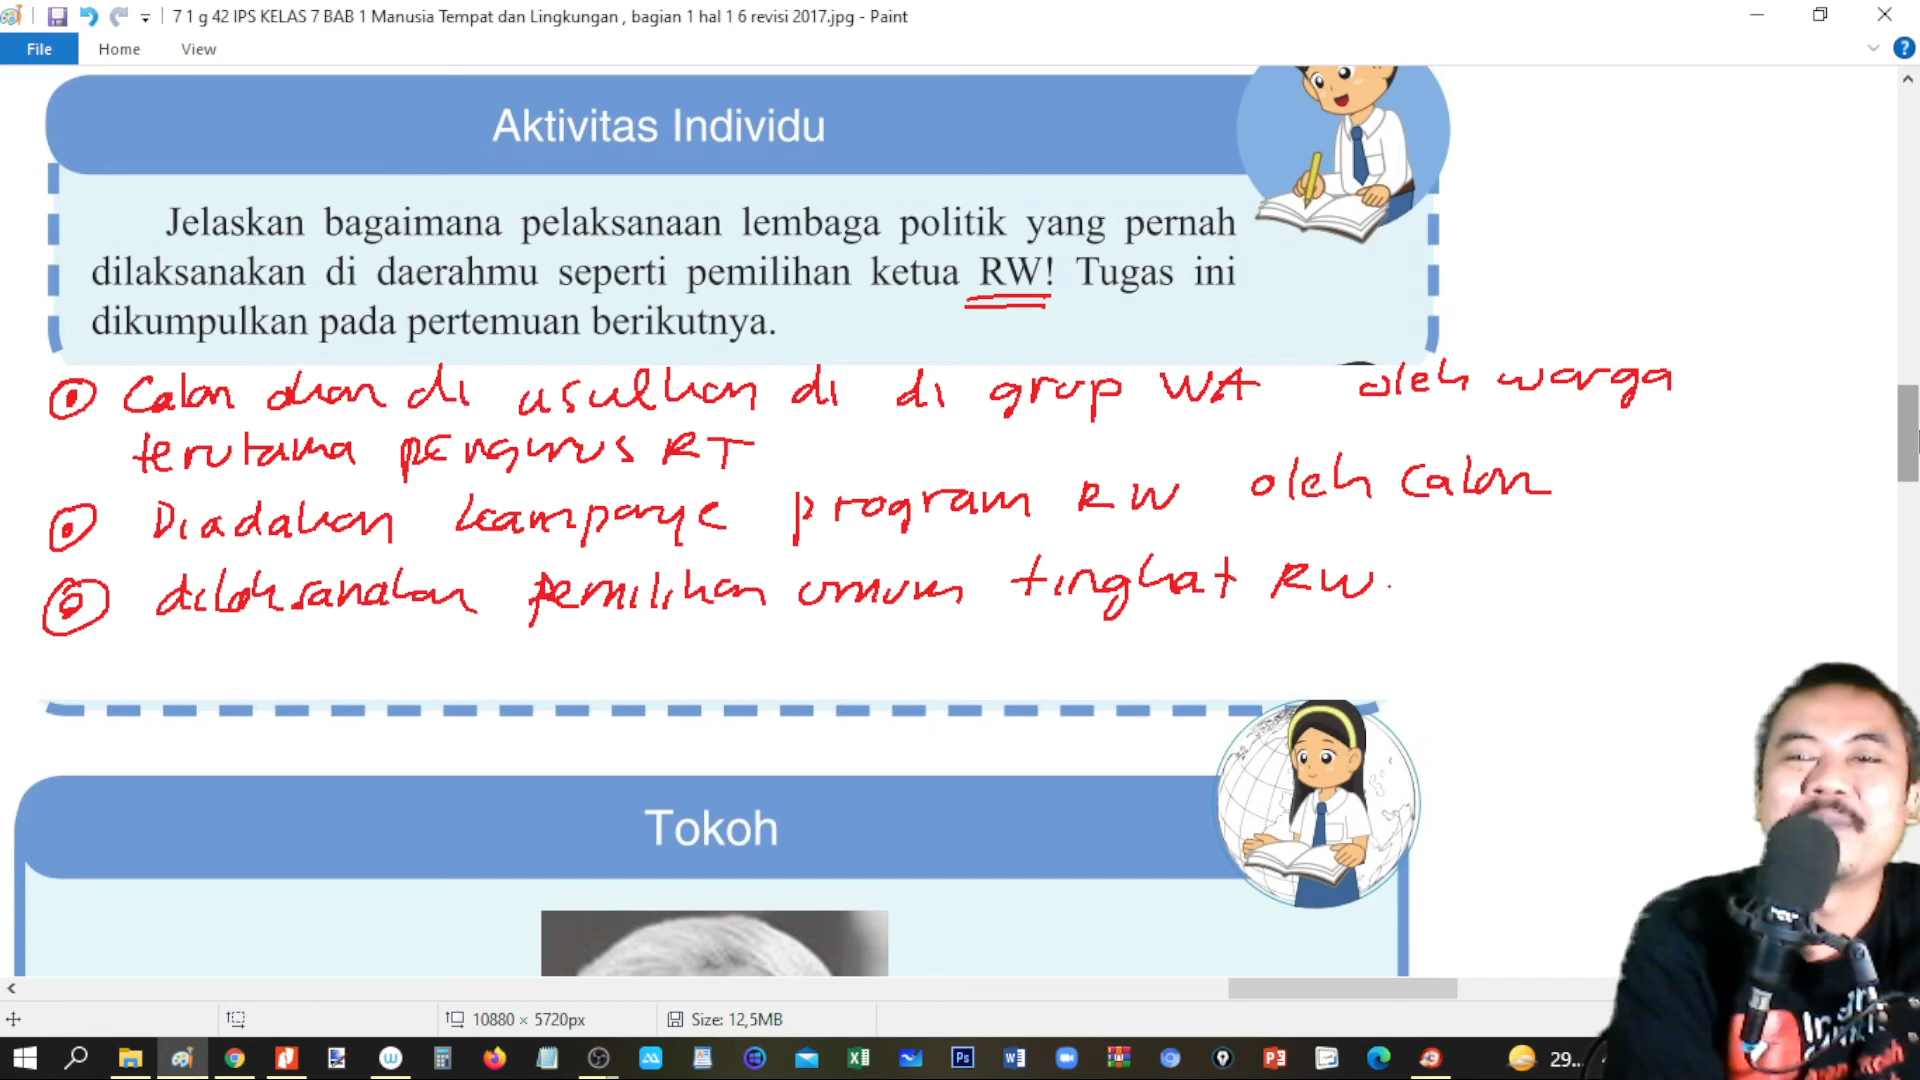 7 1 g 42 IPS KELAS 7 BAB 1 Manusia Tempat dan Lingkungan , bagian 1 hal 1 6 revisi 2017.jpg - Paint
File Home View
Aktivitas Individu
Jelaskan bagaimana pelaksanaan lembaga politik yang pernah
dilaksanakan di daerahmu seperti pemilihan ketua RW! Tugas ini
dikumpulkan pada pertemuan berikutnya.
Calon akan di usulkan di di grup WA oleh warga
terutama pengurus RT
Diadakan kampanye program RW oleh Calon
dilaksanakan pemilihan umum tingkat RW.
Tokoh
10880 × 5720px Size: 12,5MB
29...